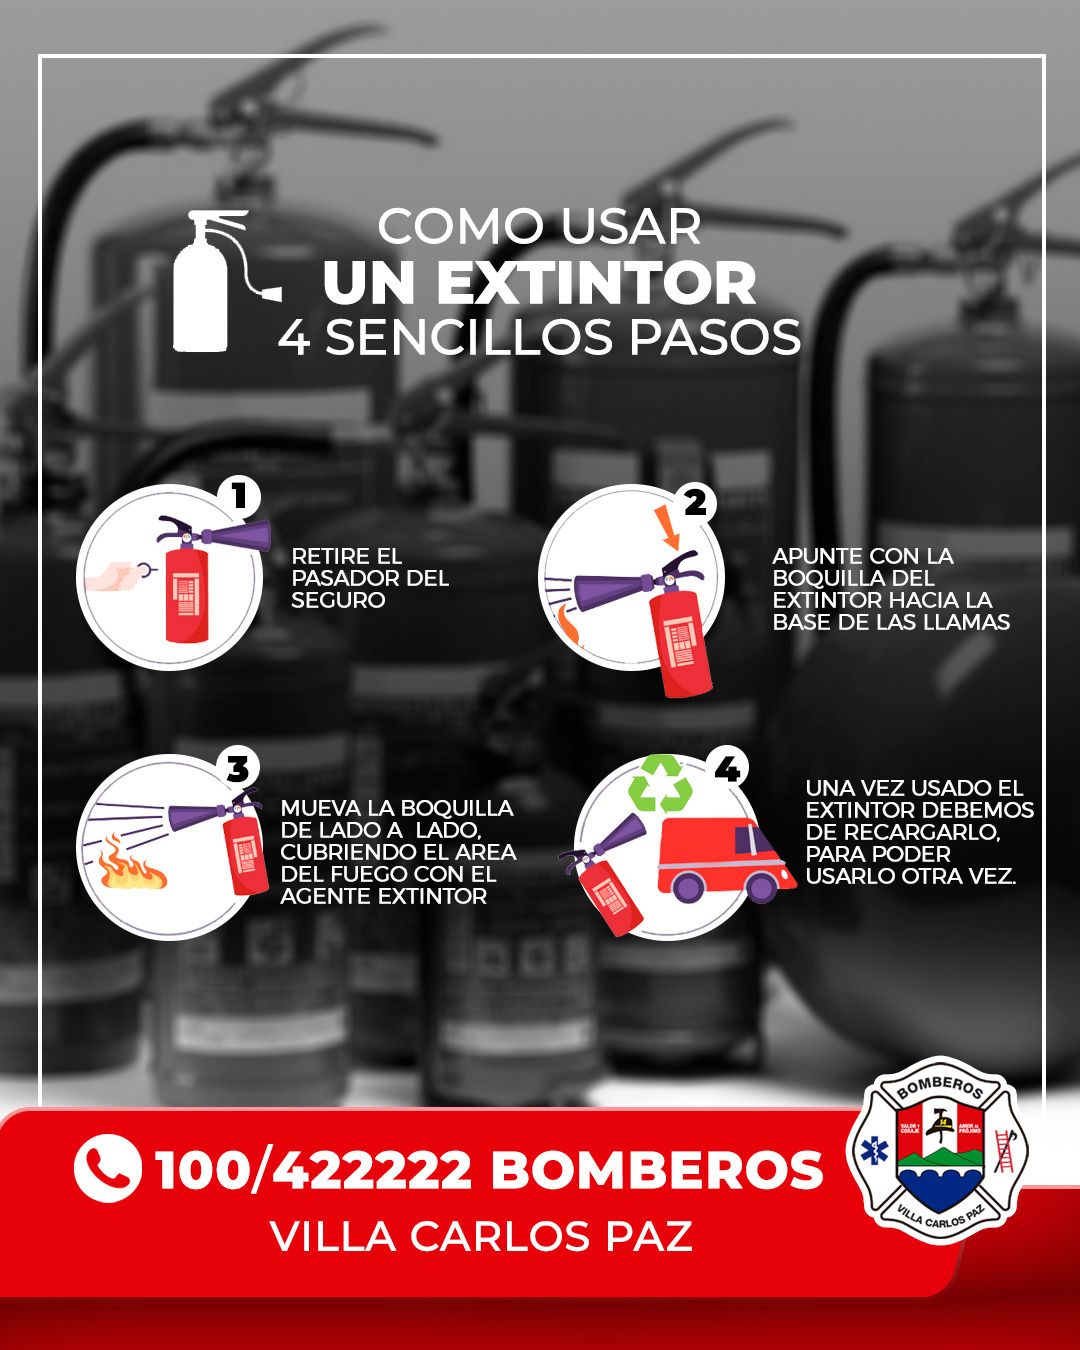 COMO USAR
UN EXTINTOR
4 SENCILLOS PASOS
1
RETIRE EL
PASADOR DEL
SEGURO
2
APUNTE CON LA
BOQUILLA DEL
EXTINTOR HACIA LA
BASE DE LAS LLAMAS
3
MUEVA LA BOQUILLA
DE LADO A LADO,
CUBRIENDO EL AREA
DEL FUEGO CON EL
AGENTE EXTINTOR
4
UNA VEZ USADO EL
EXTINTOR DEBEMOS
DE RECARGARLO,
PARA PODER
USARLO OTRA VEZ.
100/422222 BOMBEROS
VILLA CARLOS PAZ
BOMBEROS
VALOR Y
CORAJE
14
AMOR AL
PRÓJIMO
VILLA CARLOS PAZ